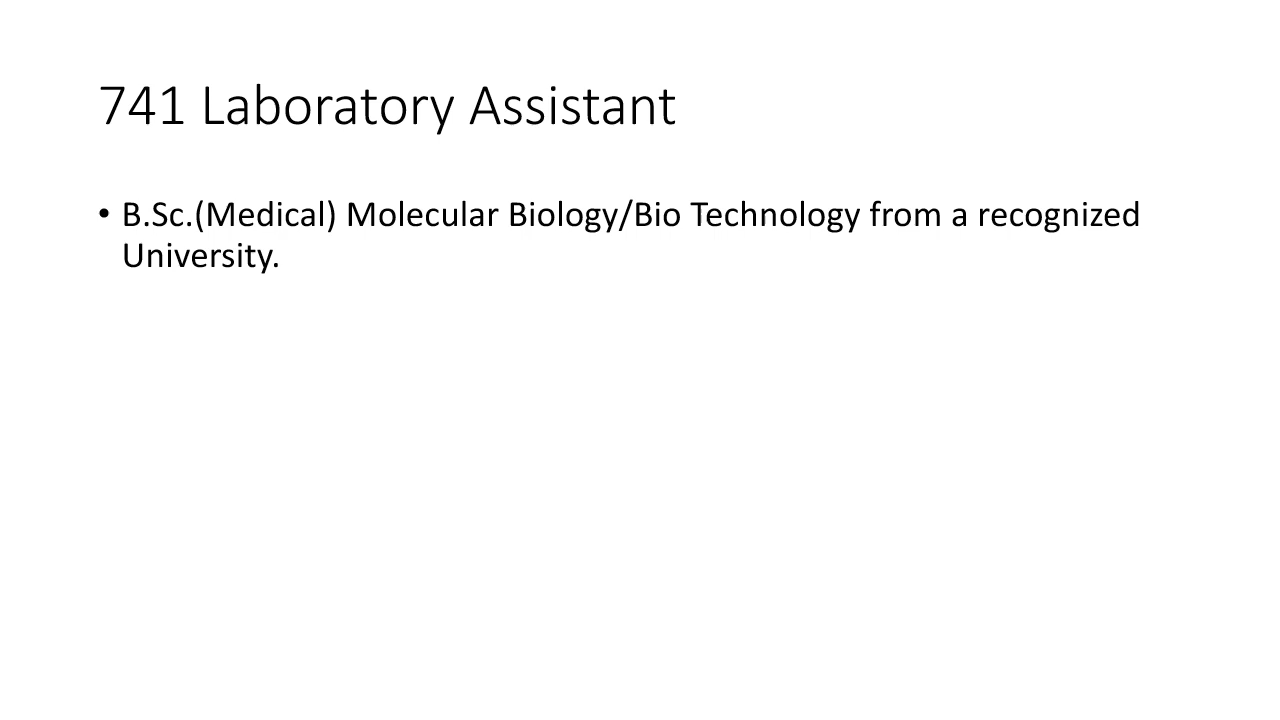 741 Laboratory Assistant
• B.Sc.(Medical) Molecular Biology/Bio Technology from a recognized
University.